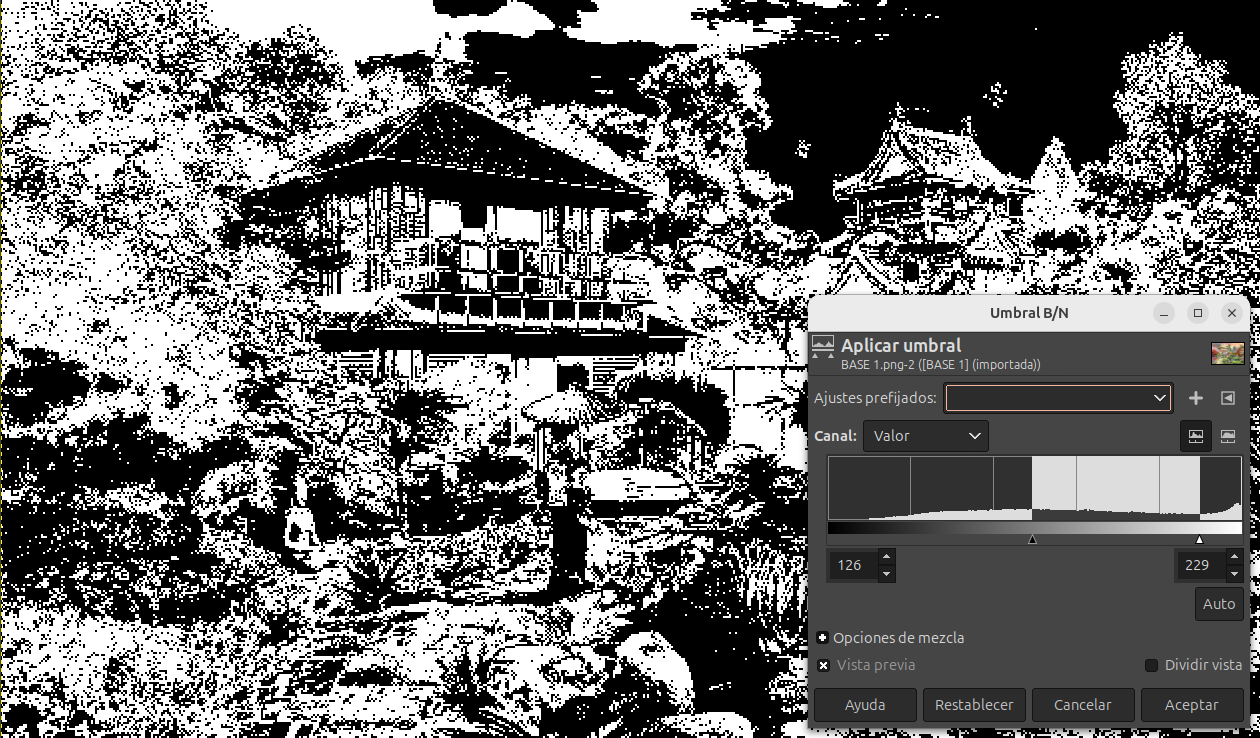 Umbral B/N
Aplicar umbral
BASE 1.png-2 ([BASE 1] (importada))
Ajustes prefijados:
Canal: Valor
126 229
Auto
Opciones de mezcla
Vista previa Dividir vista
Ayuda Restablecer Cancelar Aceptar